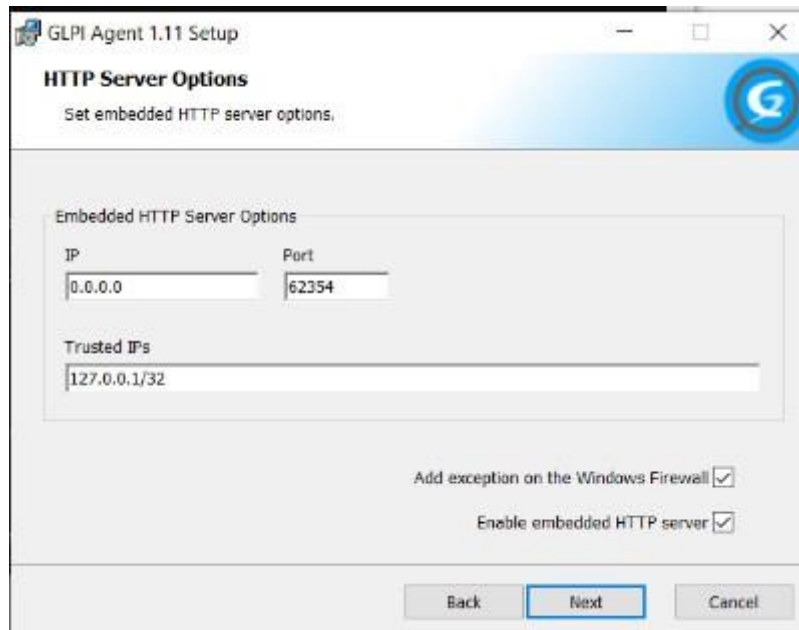 GLPI Agent 1.11 Setup
HTTP Server Options
Set embedded HTTP server options.
Embedded HTTP Server Options
IP Port
0.0.0.0 62354
Trusted IPs
127.0.0.1/32
Add exception on the Windows Firewall
Enable embedded HTTP server
Back Next Cancel